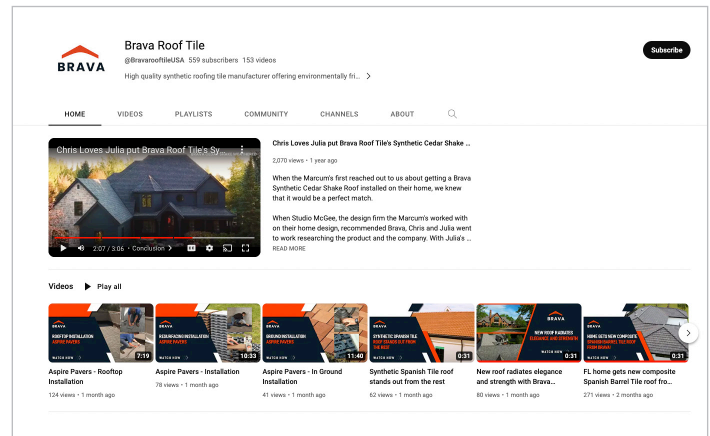 BRAVA
Brava Roof Tile
@BravarooftileUSA 559 subscribers 153 videos
High quality synthetic roofing tile manufacturer offering environmentally fri...
Subscribe
HOME
VIDEOS
PLAYLISTS
COMMUNITY
CHANNELS
ABOUT
Chris Loves Julia put Brava Roof Tile's Sy...
2:07 / 3:06 • Conclusion
Chris Loves Julia put Brava Roof Tile's Synthetic Cedar Shake ...
2,070 views • 1 year ago
When the Marcum's first reached out to us about getting a Brava
Synthetic Cedar Shake Roof installed on their home, we knew
that it would be a perfect match.
When Studio McGee, the design firm the Marcum's worked with
on their home design, recommended Brava, Chris and Julia went
to work researching the product and the company. With Julia's ...
READ MORE
Videos
Play all
BRAVA
ROOFTOP INSTALLATION
ASPIRE PAVERS
WATCH NOW
7:19
Aspire Pavers - Rooftop
Installation
124 views • 1 month ago
BRAVA
RESURFACING INSTALLATION
ASPIRE PAVERS
WATCH NOW
10:33
Aspire Pavers - Installation
78 views • 1 month ago
BRAVA
GROUND INSTALLATION
ASPIRE PAVERS
WATCH NOW
11:40
Aspire Pavers - In Ground
Installation
41 views • 1 month ago
BRAVA
SYNTHETIC SPANISH TILE
ROOF STANDS OUT FROM
THE REST
WATCH NOW
0:31
Synthetic Spanish Tile roof
stands out from the rest
62 views • 1 month ago
BRAVA
NEW ROOF RADIATES
ELEGANCE AND STRENGTH
WATCH NOW
0:31
New roof radiates elegance
and strength with Brava...
80 views • 1 month ago
BRAVA
HOME GETS NEW COMPOSITE
SPANISH BARREL TILE ROOF
FROM BRAVA!
WATCH NOW
0:31
FL home gets new composite
Spanish Barrel Tile roof fro...
271 views • 2 months ago